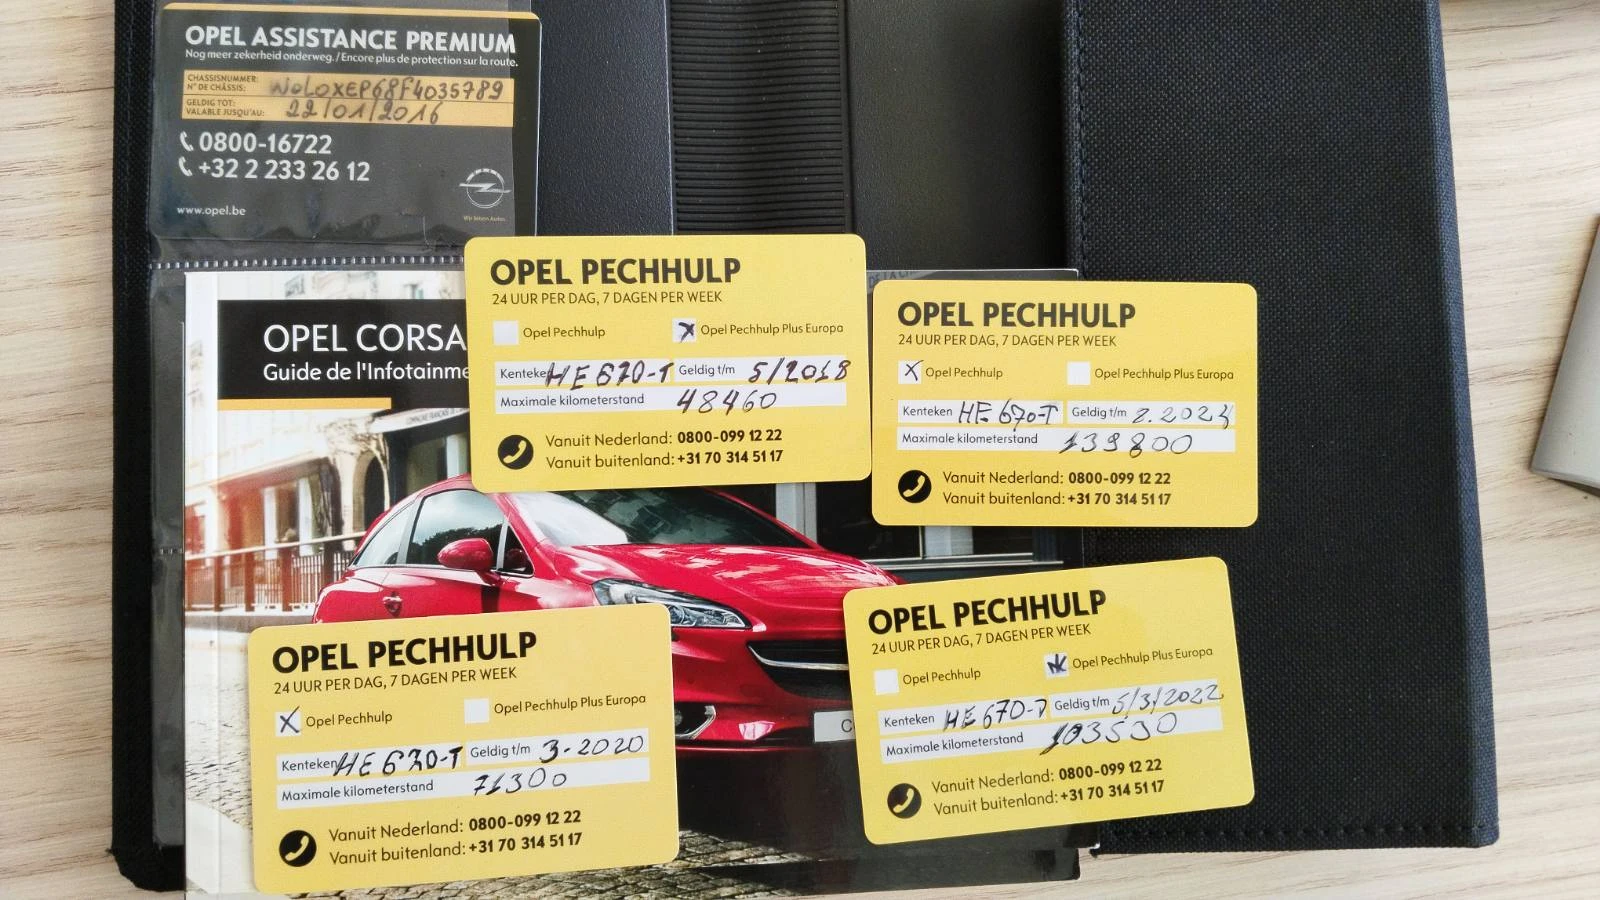 OPEL ASSISTANCE PREMIUM
Nog meer zekerheid onderweg. / Encore plus de protection sur la route.
CHASSISNUMMER:
N° DE CHÂSSIS: W0L0XEP68F4035789
GELDIG TOT:
VALABLE JUSQU'AU: 22/01/2016
0800-16722
+32 2 233 26 12
www.opel.be
Wir leben Autos.
OPEL CORSA
Guide de l'Infotainme
OPEL PECHHULP
24 UUR PER DAG, 7 DAGEN PER WEEK
Opel Pechhulp X Opel Pechhulp Plus Europa
Kenteken HE 670-T Geldig t/m 5/2018
Maximale kilometerstand 48460
Vanuit Nederland: 0800-099 12 22
Vanuit buitenland: +31 70 314 51 17
OPEL PECHHULP
24 UUR PER DAG, 7 DAGEN PER WEEK
X Opel Pechhulp Opel Pechhulp Plus Europa
Kenteken HE 670-T Geldig t/m
Maximale kilometerstand 139800
Vanuit Nederland: 0800-099 12 22
Vanuit buitenland: +31 70 314 51 17
OPEL PECHHULP
24 UUR PER DAG, 7 DAGEN PER WEEK
X Opel Pechhulp Opel Pechhulp Plus Europa
Kenteken HE 670-T Geldig t/m 3-2020
Maximale kilometerstand 71300
Vanuit Nederland: 0800-099 12 22
Vanuit buitenland: +31 70 314 51 17
OPEL PECHHULP
24 UUR PER DAG, 7 DAGEN PER WEEK
Opel Pechhulp Opel Pechhulp Plus Europa
Kenteken HE 670-T Geldig t/m 5/3/2022
Maximale kilometerstand 103530
Vanuit Nederland: 0800-099 12 22
Vanuit buitenland: +31 70 314 51 17